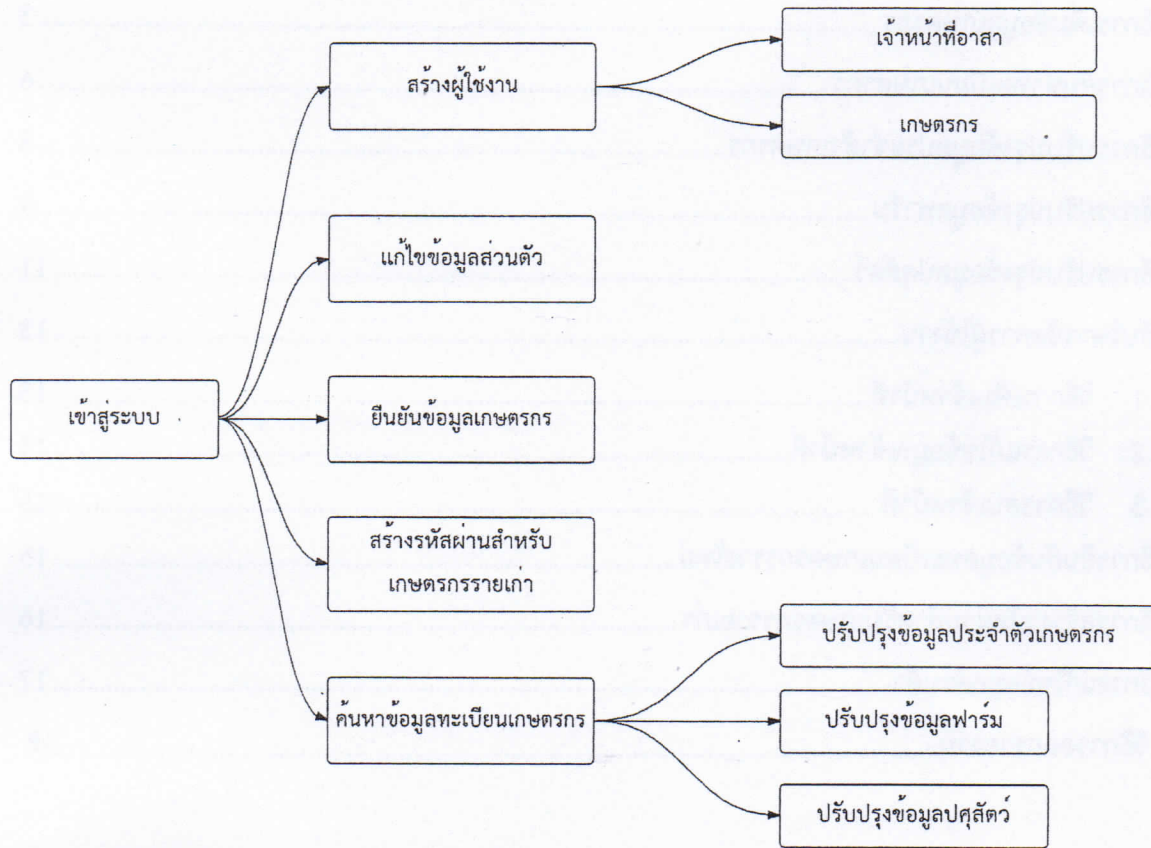 เจ้าหน้าที่อาสา
สร้างผู้ใช้งาน
เกษตรกร
แก้ไขข้อมูลส่วนตัว
เข้าสู่ระบบ
ยืนยันข้อมูลเกษตรกร
สร้างรหัสผ่านสำหรับ
เกษตรกรรายเก่า
ปรับปรุงข้อมูลประจำตัวเกษตรกร
ค้นหาข้อมูลทะเบียนเกษตรกร
ปรับปรุงข้อมูลฟาร์ม
ปรับปรุงข้อมูลปศุสัตว์